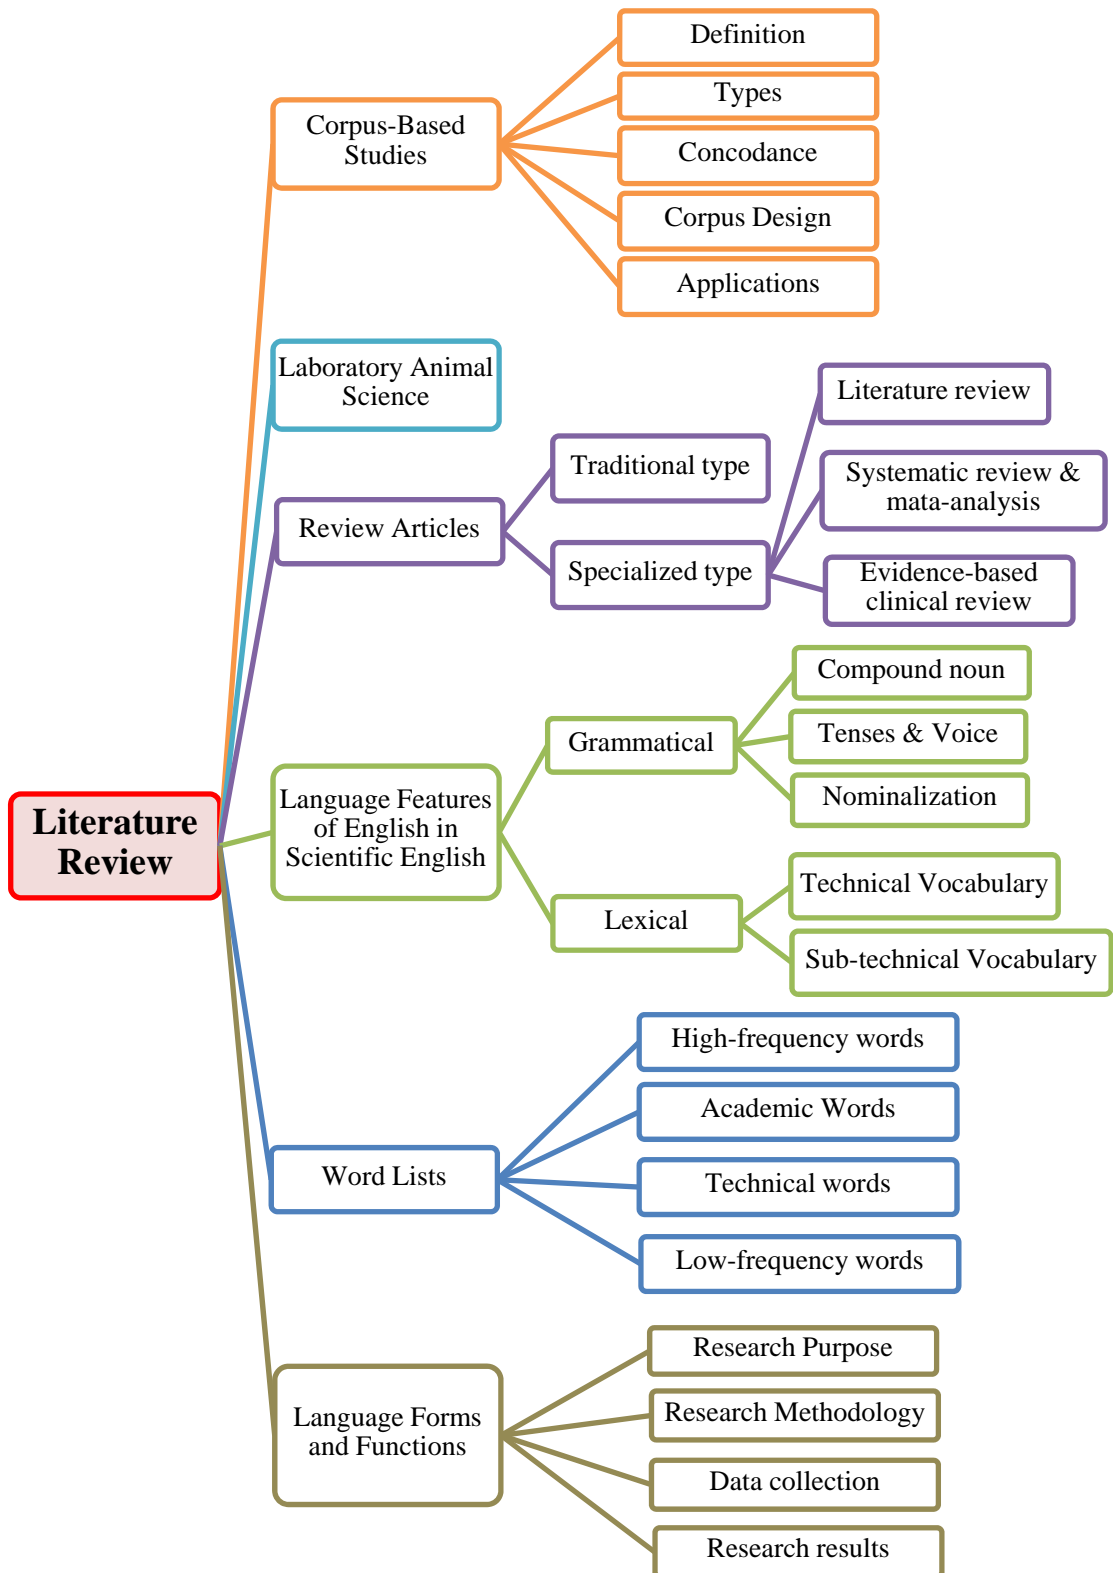 Literature
Review
Corpus-Based
Studies
Definition
Types
Concodance
Corpus Design
Applications
Laboratory Animal
Science
Review Articles
Traditional type
Specialized type
Literature review
Systematic review &
mata-analysis
Evidence-based
clinical review
Language Features
of English in
Scientific English
Grammatical
Compound noun
Tenses & Voice
Nominalization
Lexical
Technical Vocabulary
Sub-technical Vocabulary
Word Lists
High-frequency words
Academic Words
Technical words
Low-frequency words
Language Forms
and Functions
Research Purpose
Research Methodology
Data collection
Research results